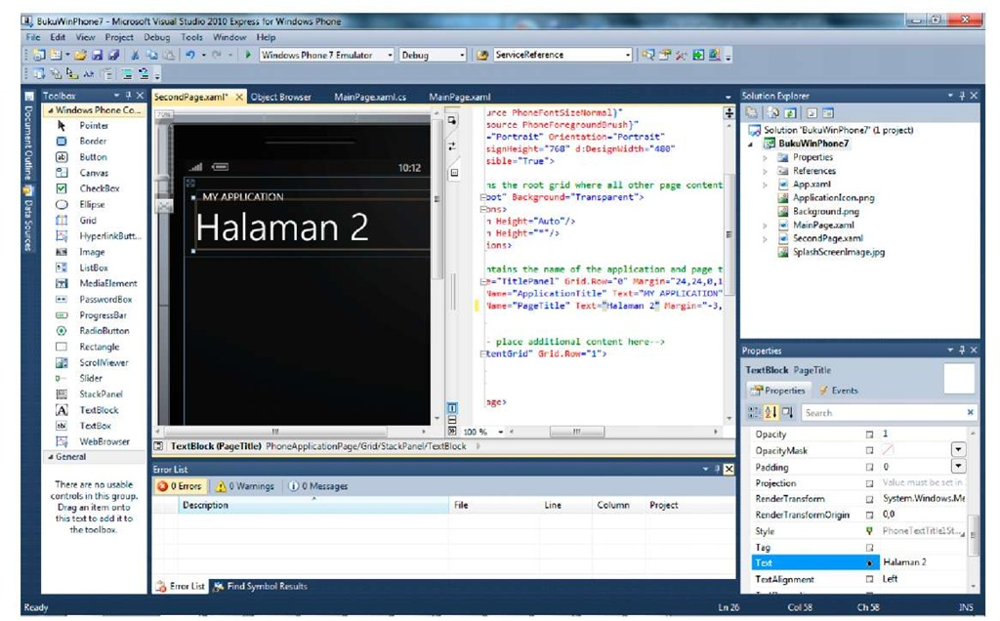 BukuWinPhone7 - Microsoft Visual Studio 2010 Express for Windows Phone
File Edit View Project Debug Tools Window Help
Windows Phone 7 Emulator Debug ServiceReference
Toolbox
Document Outline
Data Sources
Windows Phone Co...
Pointer
Border
Button
Canvas
CheckBox
Ellipse
Grid
HyperlinkButt...
Image
ListBox
MediaElement
PasswordBox
ProgressBar
RadioButton
Rectangle
ScrollViewer
Slider
StackPanel
TextBlock
TextBox
WebBrowser
General
There are no usable
controls in this group.
Drag an item onto
this text to add it to
the toolbox.
SecondPage.xaml* Object Browser MainPage.xaml.cs MainPage.xaml
70%
10:12
MY APPLICATION
Halaman 2
urce PhoneFontSizeNormal}"
source PhoneForegroundBrush}"
="Portrait" Orientation="Portrait"
signHeight="768" d:DesignWidth="480"
sible="True">
ns the root grid where all other page content
oot" Background="Transparent">
ons>
n Height="Auto"/>
n Height="*"/>
ions>
ntains the name of the application and page t
e="TitlePanel" Grid.Row="0" Margin="24,24,0,1
Name="ApplicationTitle" Text="MY APPLICATION"
Name="PageTitle" Text="Halaman 2" Margin="-3,
- place additional content here-->
tentGrid" Grid.Row="1">
age>
100 %
TextBlock (PageTitle) PhoneApplicationPage/Grid/StackPanel/TextBlock
Error List
0 Errors 0 Warnings 0 Messages
Description File Line Column Project
Error List Find Symbol Results
Solution Explorer
Solution 'BukuWinPhone7' (1 project)
BukuWinPhone7
Properties
References
App.xaml
ApplicationIcon.png
Background.png
MainPage.xaml
SecondPage.xaml
SplashScreenImage.jpg
Properties
TextBlock PageTitle
Properties Events
Search
Opacity 1
OpacityMask
Padding 0
Projection Value must be set in
RenderTransform System.Windows.Me
RenderTransformOrigin 0,0
Style PhoneTextTitle1St...
Tag
Text Halaman 2
TextAlignment Left
Ready Ln 26 Col 58 Ch 58 INS